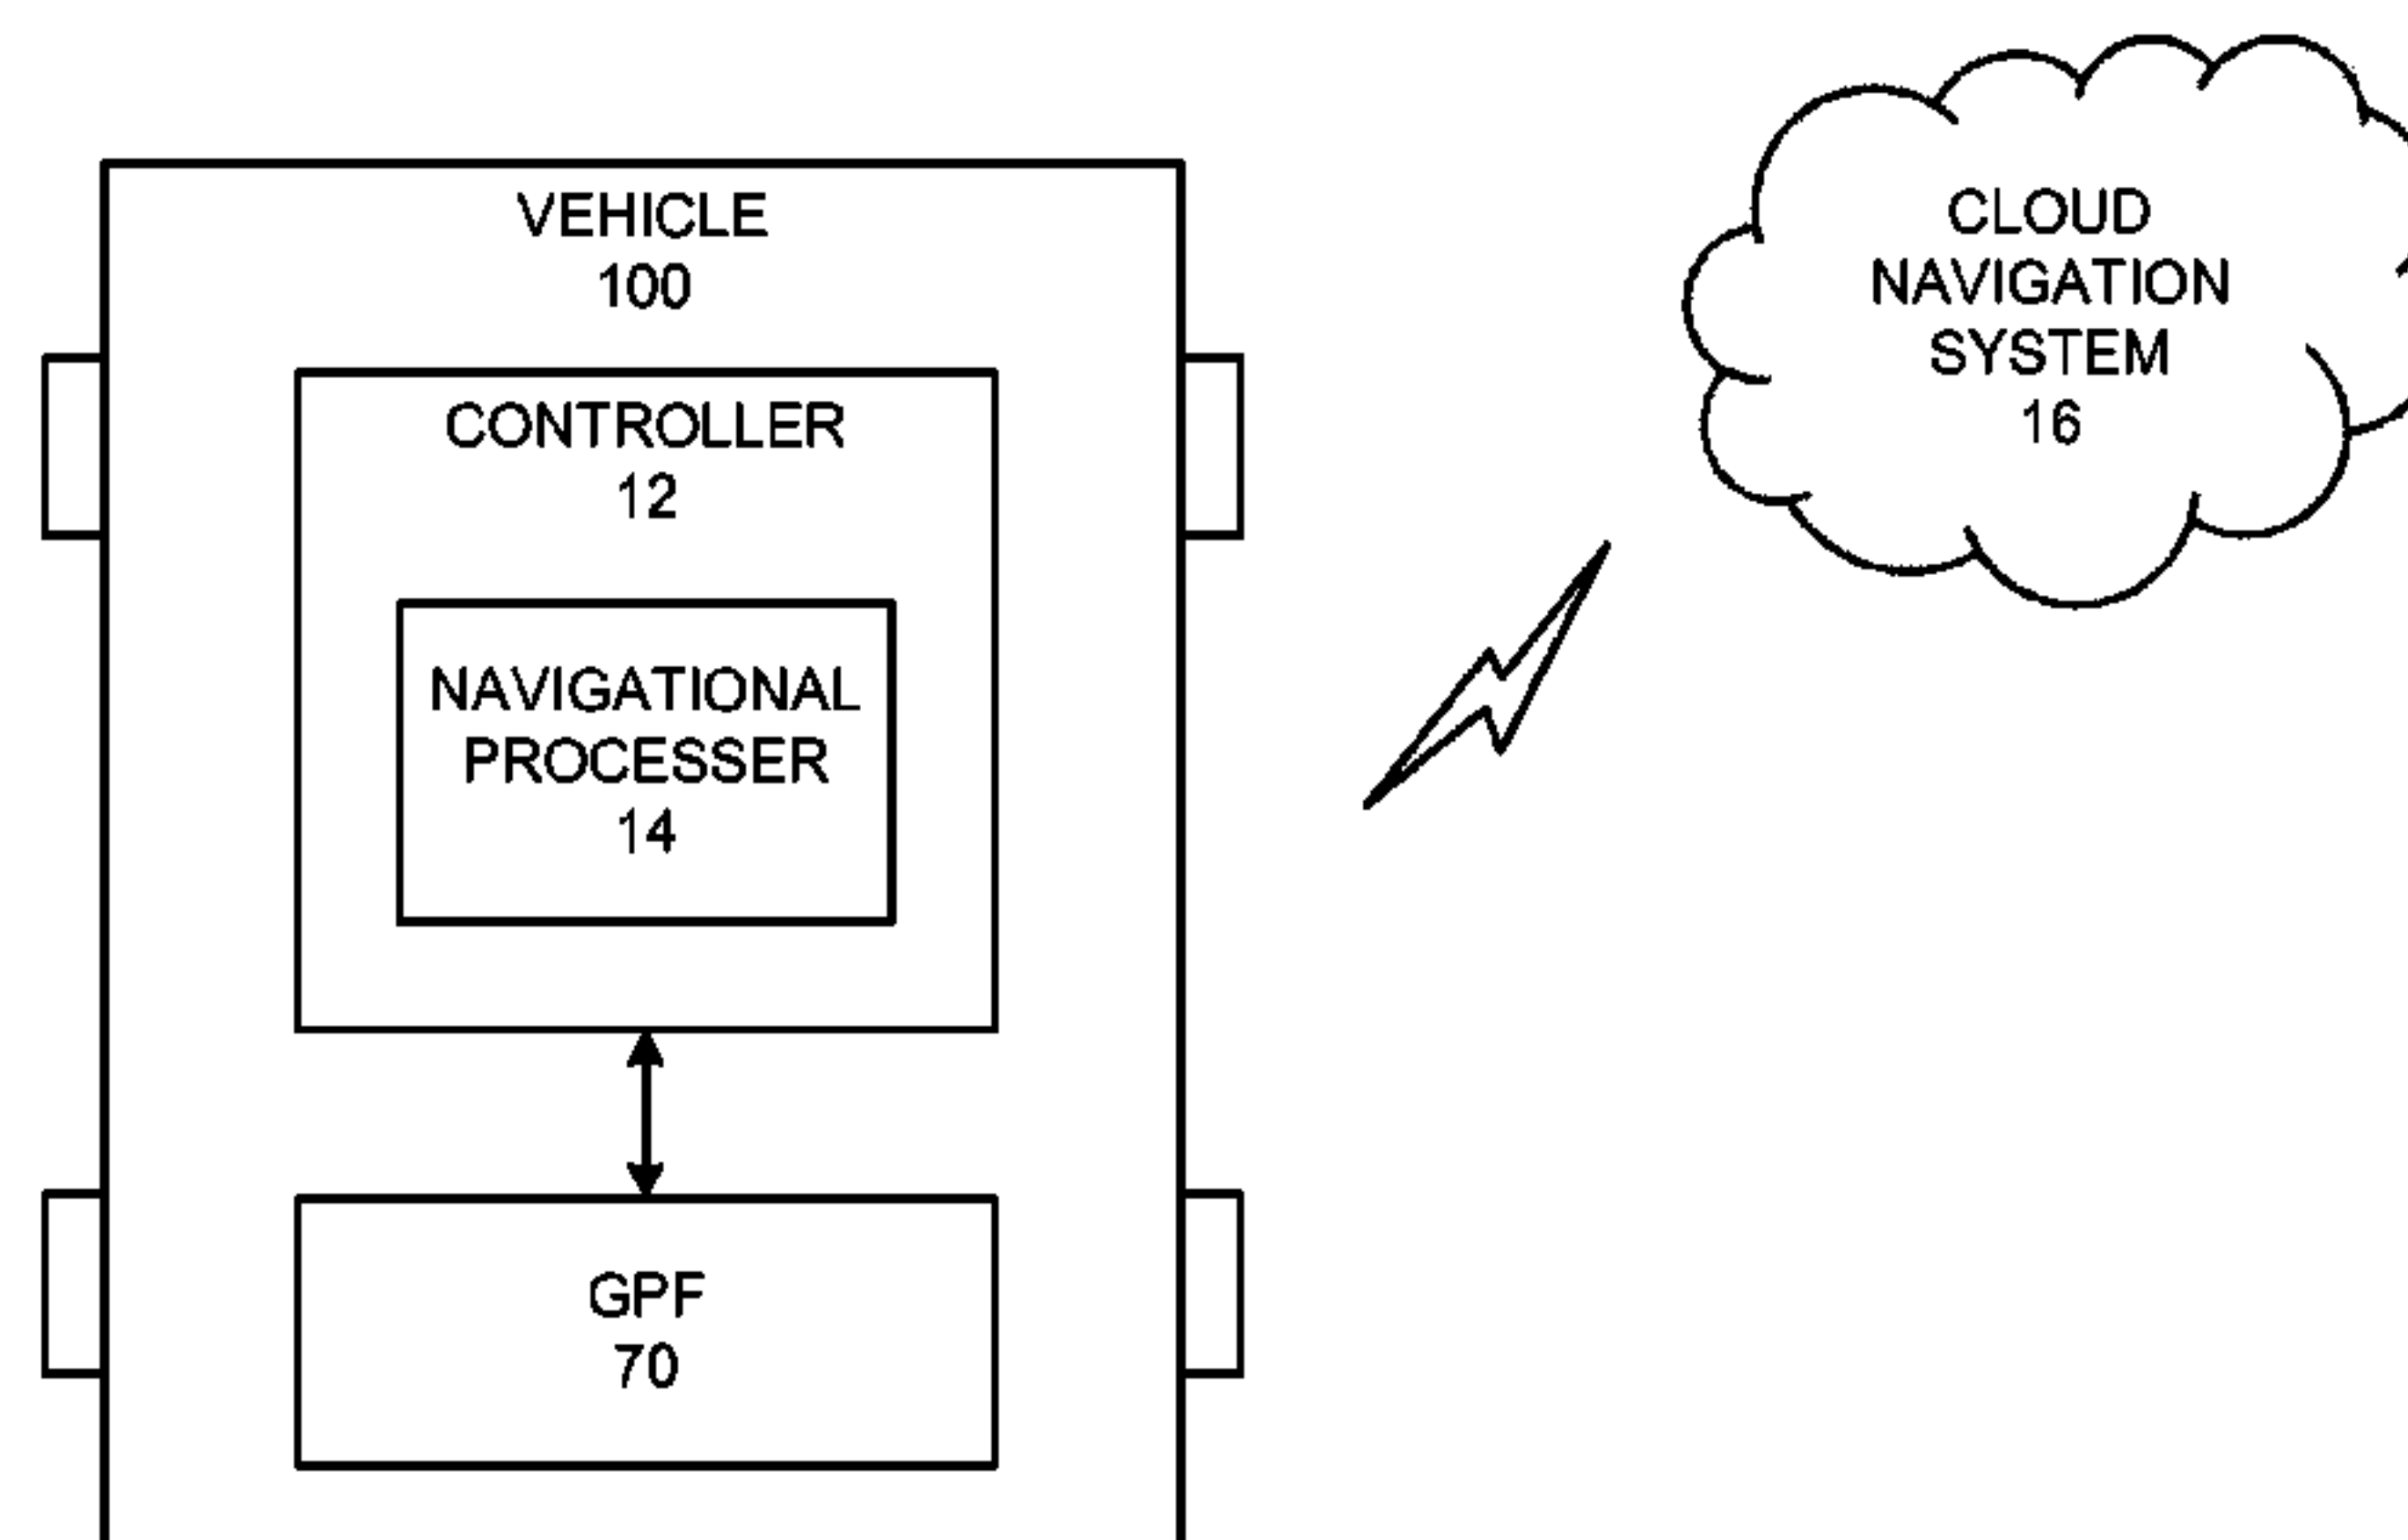 VEHICLE
100
CONTROLLER
12
NAVIGATIONAL
PROCESSER
14
GPF
70
CLOUD
NAVIGATION
SYSTEM
16